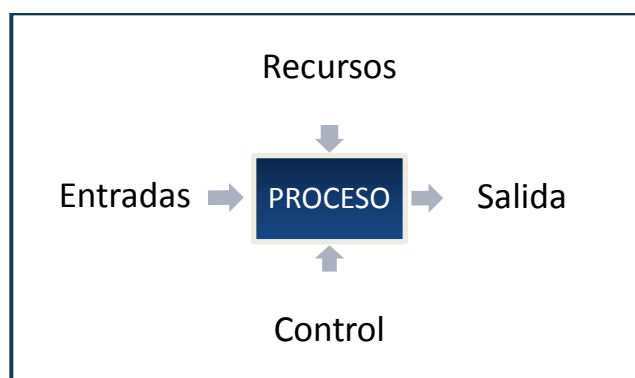 Recursos
Entradas
PROCESO
Salida
Control